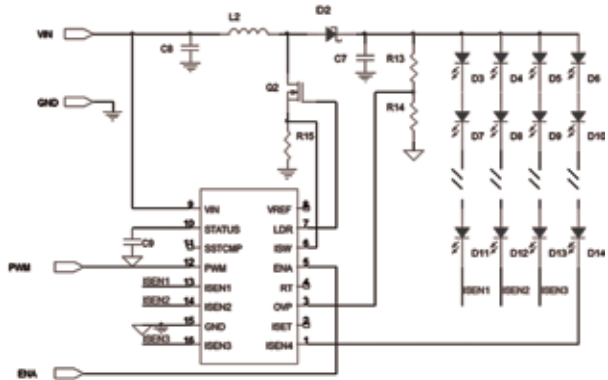 VIN
L2
D2
C8
C7
R13
D3
D4
D5
D6
GND
Q2
R14
R15
D7
D8
D9
D10
9
VIN
VREF
8
10
STATUS
LDR
7
11
SSTCMP
ISW
6
C9
PWM
12
PWM
ENA
5
ISEN1
13
ISEN1
RT
4
ISEN2
14
ISEN2
OVP
3
15
GND
ISET
2
ISEN3
16
ISEN3
ISEN4
1
D11
D12
D13
D14
ISEN1
ISEN2
ISEN3
ENA